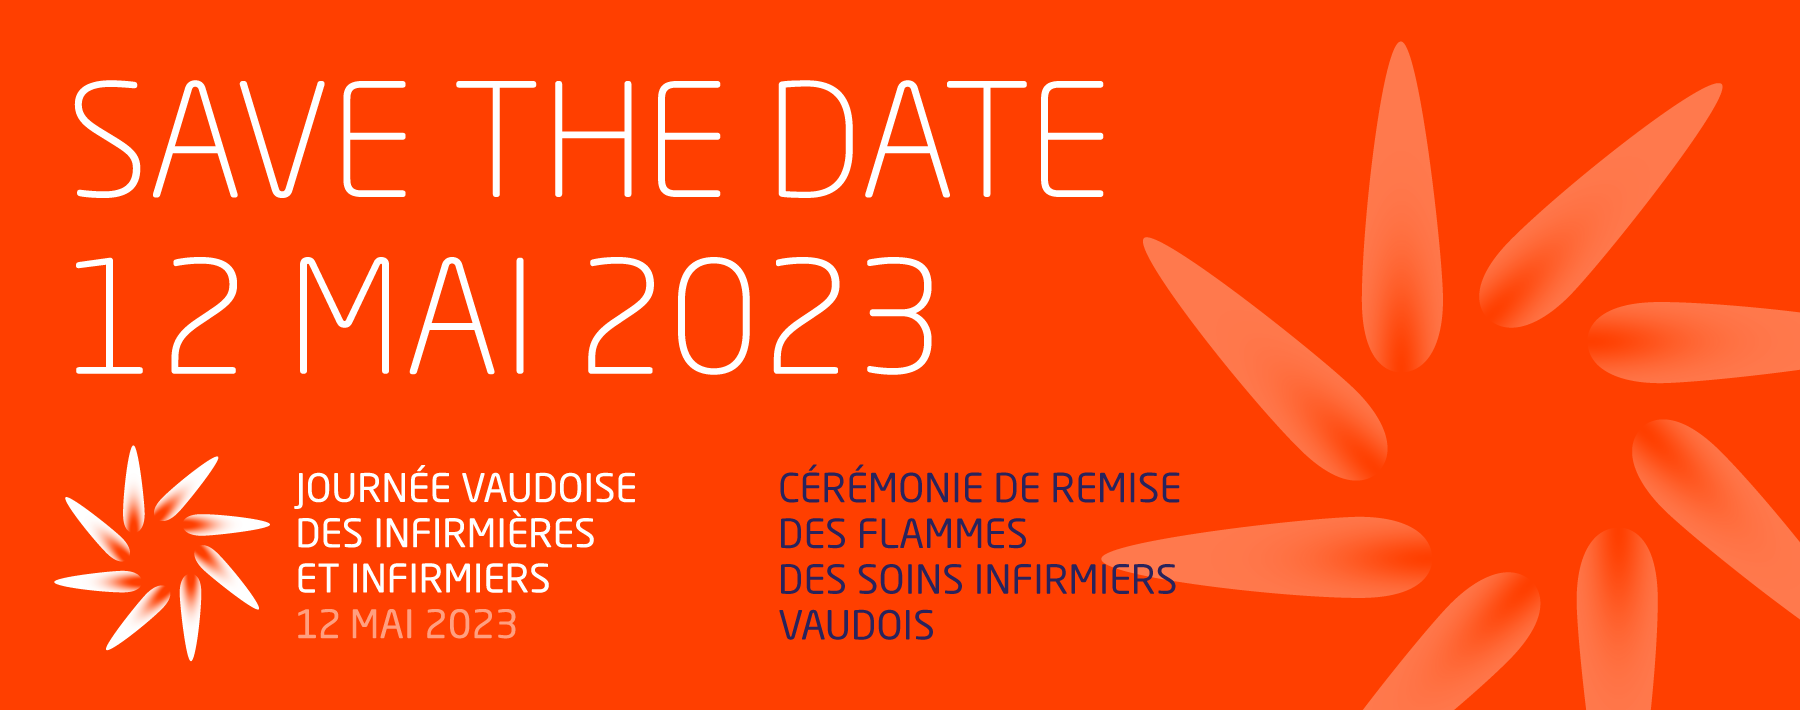 SAVE THE DATE
12 MAI 2023
JOURNÉE VAUDOISE
DES INFIRMIÈRES
ET INFIRMIERS
12 MAI 2023
CÉRÉMONIE DE REMISE
DES FLAMMES
DES SOINS INFIRMIERS
VAUDOIS